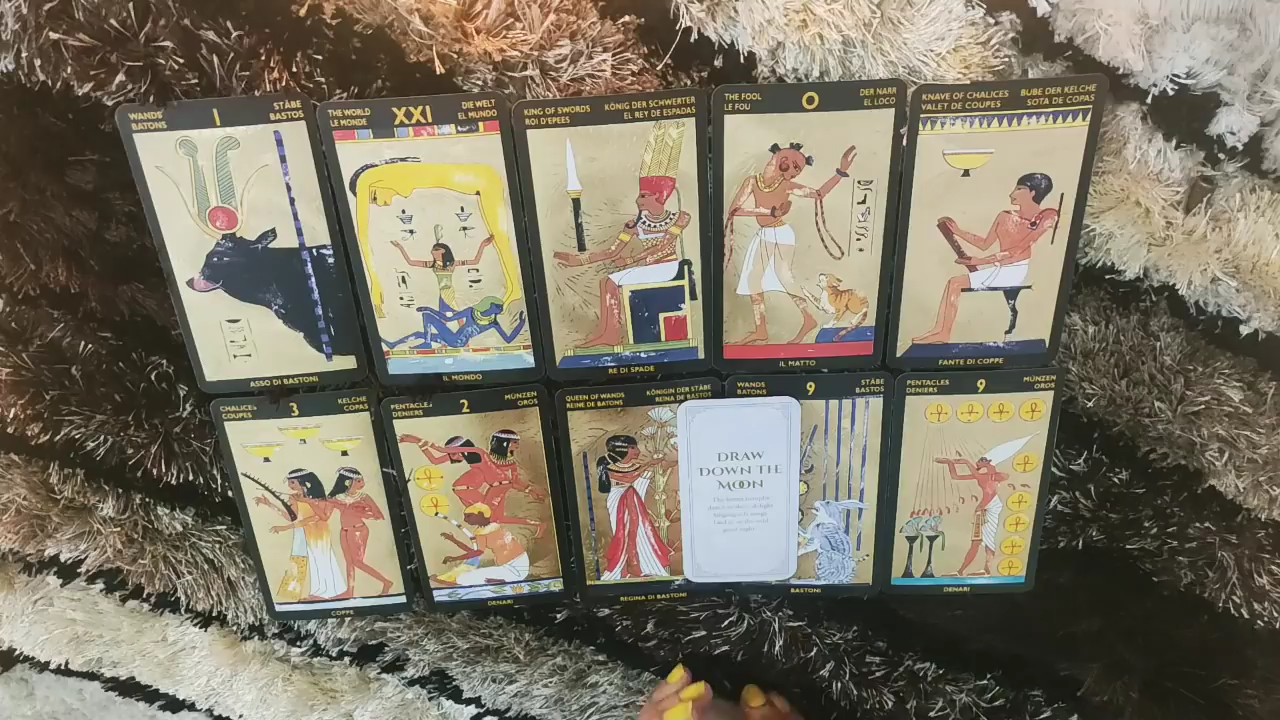 WANDS
BATONS
I
STÄBE
BASTOS
ASSO DI BASTONI
THE WORLD
LE MONDE
XXI
DIE WELT
EL MUNDO
IL MONDO
KING OF SWORDS
ROI D'EPEES
KÖNIG DER SCHWERTER
EL REY DE ESPADAS
RE DI SPADE
THE FOOL
LE FOU
0
DER NARR
EL LOCO
IL MATTO
KNAVE OF CHALICES
VALET DE COUPES
BUBE DER KELCHE
SOTA DE COPAS
FANTE DI COPPE
CHALICES
COUPES
3
KELCHE
COPAS
COPPE
PENTACLES
DENIERS
2
MÜNZEN
OROS
DENARI
QUEEN OF WANDS
REINE DE BATONS
KÖNIGIN DER STÄBE
REINA DE BASTOS
REGINA DI BASTONI
DRAW
DOWN THE
MOON
WANDS
BATONS
9
STÄBE
BASTOS
BASTONI
PENTACLES
DENIERS
9
MÜNZEN
OROS
DENARI